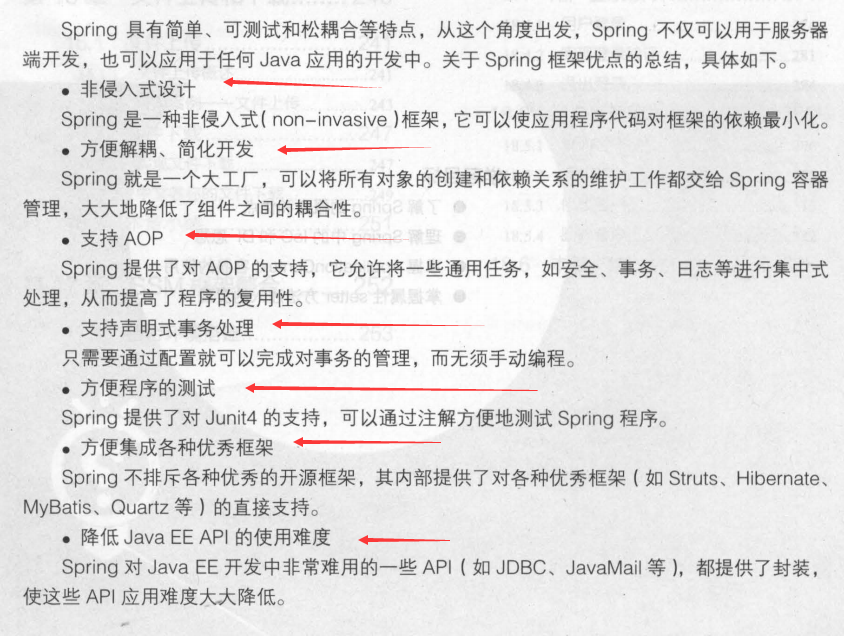 Spring 具有简单、可测试和松耦合等特点，从这个角度出发，Spring 不仅可以用于服务器
端开发，也可以应用于任何 Java 应用的开发中。关于 Spring 框架优点的总结，具体如下。
● 非侵入式设计
Spring 是一种非侵入式（non-invasive）框架，它可以使应用程序代码对框架的依赖最小化。
● 方便解耦、简化开发
Spring 就是一个大工厂，可以将所有对象的创建和依赖关系的维护工作都交给 Spring 容器
管理，大大地降低了组件之间的耦合性。
● 支持 AOP
Spring 提供了对 AOP 的支持，它允许将一些通用任务，如安全、事务、日志等进行集中式
处理，从而提高了程序的复用性。
● 支持声明式事务处理
只需要通过配置就可以完成对事务的管理，而无须手动编程。
● 方便程序的测试
Spring 提供了对 Junit4 的支持，可以通过注解方便地测试 Spring 程序。
● 方便集成各种优秀框架
Spring 不排斥各种优秀的开源框架，其内部提供了对各种优秀框架（如 Struts、Hibernate、
MyBatis、Quartz 等）的直接支持。
● 降低 Java EE API 的使用难度
Spring 对 Java EE 开发中非常难用的一些 API（如 JDBC、JavaMail 等），都提供了封装，
使这些 API 应用难度大大降低。